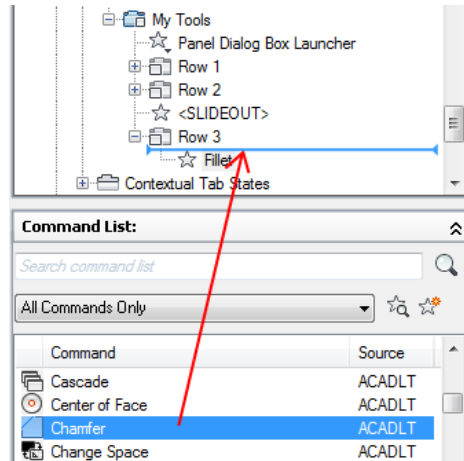 My Tools
Panel Dialog Box Launcher
Row 1
Row 2
<SLIDEOUT>
Row 3
Fillet
Contextual Tab States
Command List:
Search command list
All Commands Only
Command Source
Cascade ACADLT
Center of Face ACADLT
Chamfer ACADLT
Change Space ACADLT